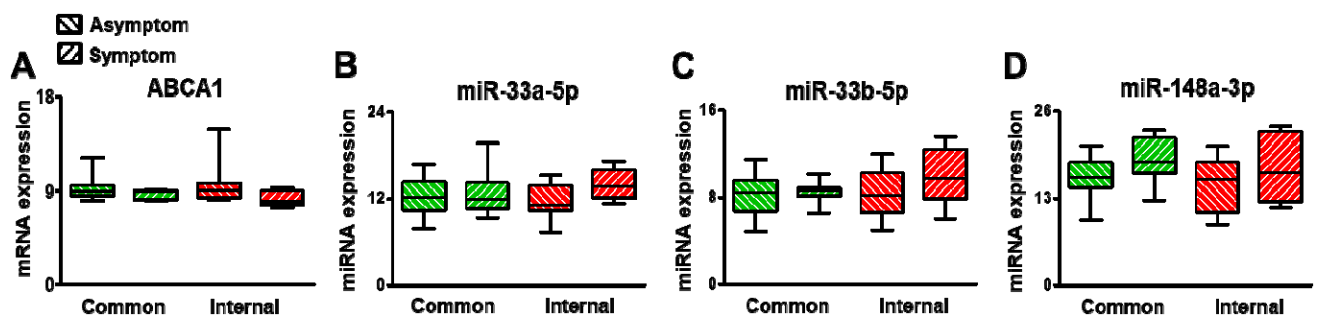 Asymptom
Symptom
A
ABCA1
mRNA expression
18
9
0
Common
Internal
B
miR-33a-5p
miRNA expression
24
12
0
Common
Internal
C
miR-33b-5p
miRNA expression
16
8
0
Common
Internal
D
miR-148a-3p
miRNA expression
26
13
0
Common
Internal